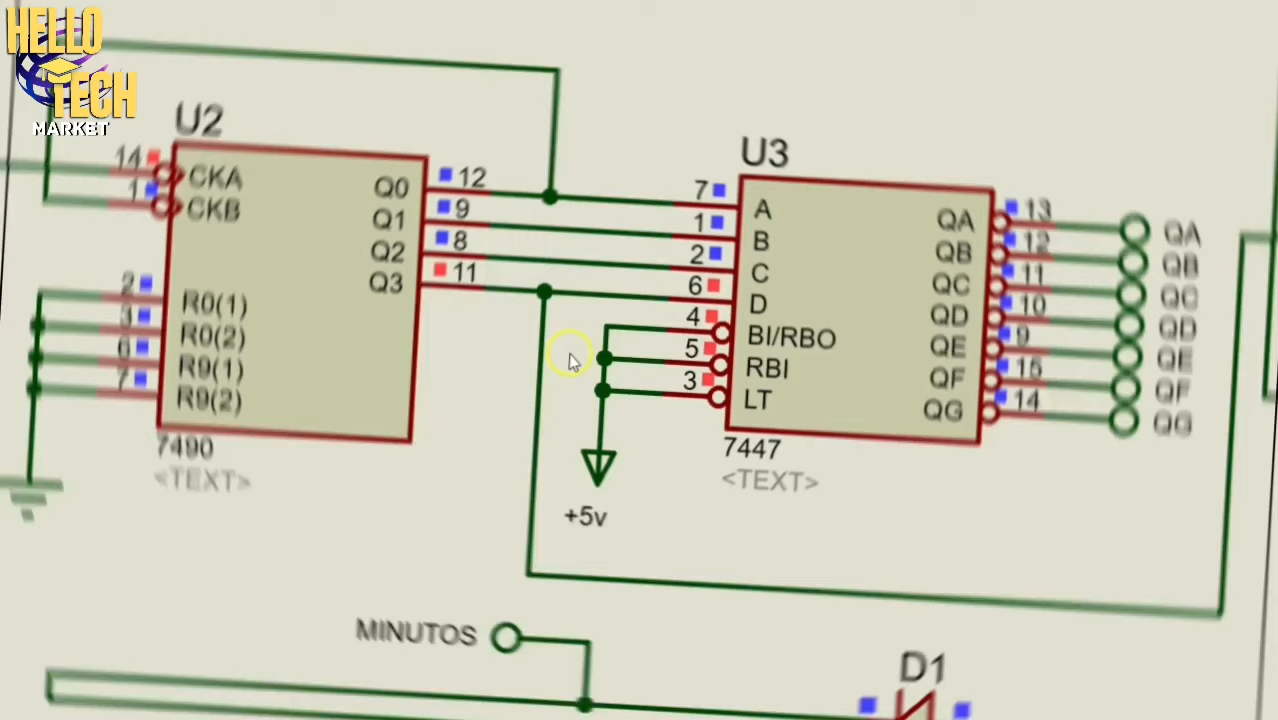 HELLO
TECH
MARKET
U2
14 CKA
1 CKB
2 R0(1)
3 R0(2)
6 R9(1)
7 R9(2)
Q0 12
Q1 9
Q2 8
Q3 11
7490
<TEXT>
U3
7 A
1 B
2 C
6 D
4 BI/RBO
5 RBI
3 LT
QA 13 QA
QB 12 QB
QC 11 QC
QD 10 QD
QE 9 QE
QF 15 QF
QG 14 QG
7447
<TEXT>
+5v
MINUTOS
D1